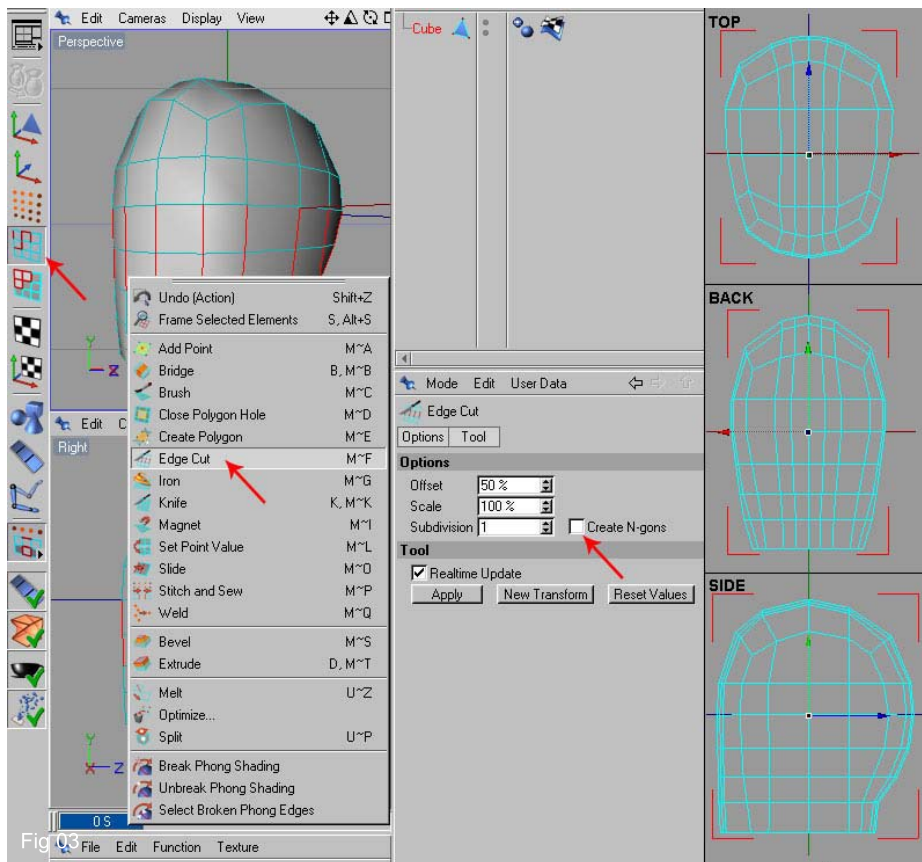 Edit Cameras Display View
Perspective
Y
Z
Undo (Action) Shift+Z
Frame Selected Elements S, Alt+S
Add Point M~A
Bridge B, M~B
Brush M~C
Close Polygon Hole M~D
Create Polygon M~E
Edge Cut M~F
Iron M~G
Knife K, M~K
Magnet M~I
Set Point Value M~L
Slide M~O
Stitch and Sew M~P
Weld M~Q
Bevel M~S
Extrude D, M~T
Melt U~Z
Optimize...
Split U~P
Break Phong Shading
Unbreak Phong Shading
Select Broken Phong Edges
Edit C
Right
Y
X Z
0 S
Fig 03
File Edit Function Texture
Cube
Mode Edit User Data
Edge Cut
Options Tool
Options
Offset 50 %
Scale 100 %
Subdivision 1 Create N-gons
Tool
Realtime Update
Apply New Transform Reset Values
TOP
BACK
SIDE